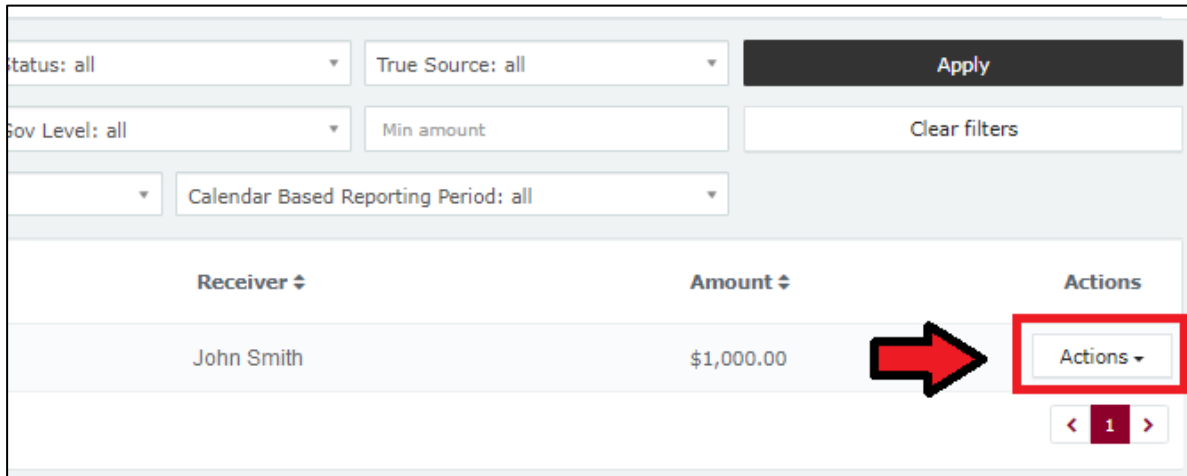 Status: all True Source: all Apply
Gov Level: all Min amount Clear filters
Calendar Based Reporting Period: all
Receiver Amount Actions
John Smith $1,000.00 Actions
1